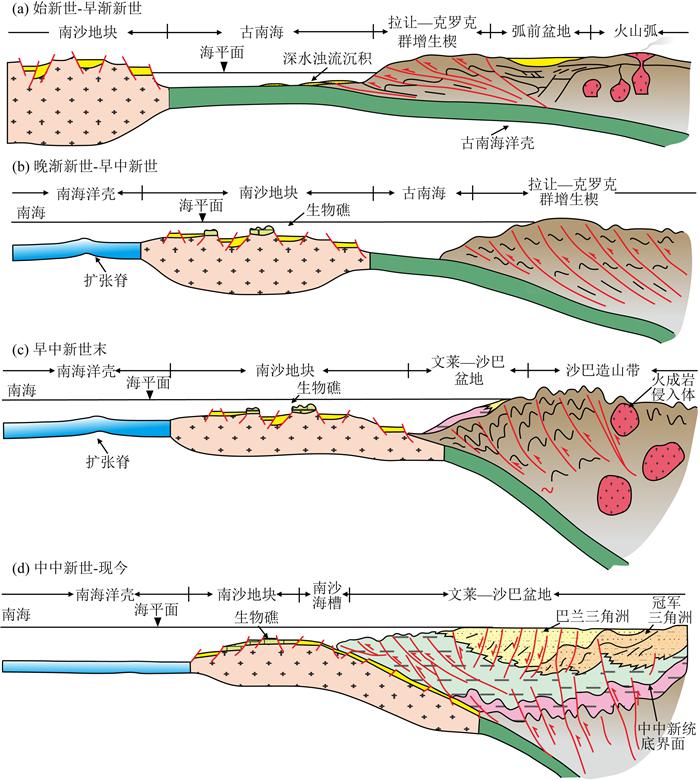 (a) 始新世-早渐新世
南沙地块
古南海
拉让—克罗克
群增生楔
弧前盆地
火山弧
海平面
深水浊流沉积
古南海洋壳
(b) 晚渐新世-早中新世
南海洋壳
南沙地块
古南海
拉让—克罗克
群增生楔
南海
海平面
生物礁
扩张脊
(c) 早中新世末
南海洋壳
南沙地块
文莱—沙巴
盆地
沙巴造山带
南海
海平面
生物礁
火成岩
侵入体
扩张脊
(d) 中中新世-现今
南海洋壳
南沙地块
南沙
海槽
文莱—沙巴盆地
南海
海平面
生物礁
巴兰三角洲
冠军
三角洲
中中新统
底界面